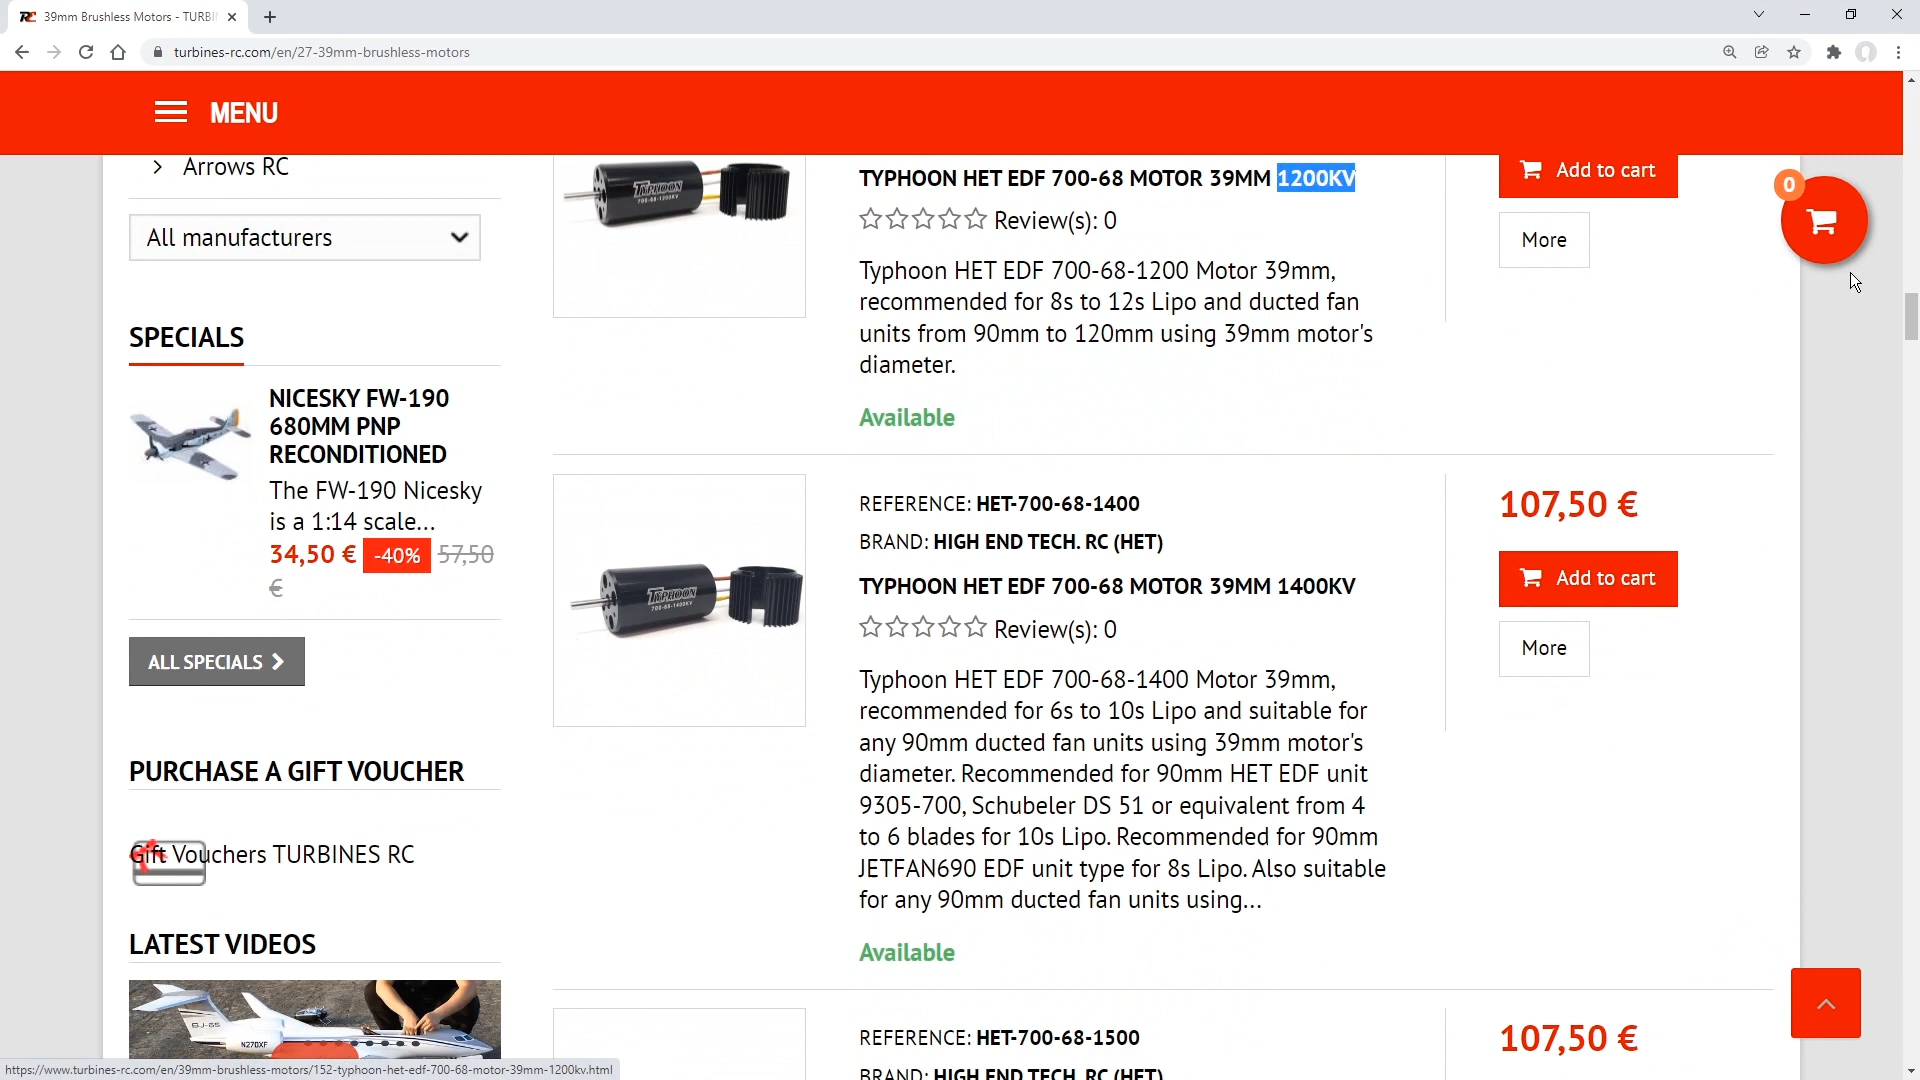 39mm Brushless Motors - TURBI
turbines-rc.com/en/27-39mm-brushless-motors
MENU
Arrows RC
All manufacturers
SPECIALS
NICESKY FW-190
680MM PNP
RECONDITIONED
The FW-190 Nicesky
is a 1:14 scale...
34,50 € -40% 57,50
€
ALL SPECIALS
PURCHASE A GIFT VOUCHER
Gift Vouchers TURBINES RC
LATEST VIDEOS
BJ-85
N270XF
TYPHOON
700-68-1200KV
TYPHOON HET EDF 700-68 MOTOR 39MM 1200KV
Review(s): 0
Typhoon HET EDF 700-68-1200 Motor 39mm,
recommended for 8s to 12s Lipo and ducted fan
units from 90mm to 120mm using 39mm motor's
diameter.
Available
Add to cart
More
0
TYPHOON
700-68-1400KV
REFERENCE: HET-700-68-1400
BRAND: HIGH END TECH. RC (HET)
TYPHOON HET EDF 700-68 MOTOR 39MM 1400KV
Review(s): 0
Typhoon HET EDF 700-68-1400 Motor 39mm,
recommended for 6s to 10s Lipo and suitable for
any 90mm ducted fan units using 39mm motor's
diameter. Recommended for 90mm HET EDF unit
9305-700, Schubeler DS 51 or equivalent from 4
to 6 blades for 10s Lipo. Recommended for 90mm
JETFAN690 EDF unit type for 8s Lipo. Also suitable
for any 90mm ducted fan units using...
Available
107,50 €
Add to cart
More
REFERENCE: HET-700-68-1500
BRAND: HIGH END TECH. RC (HET)
107,50 €
https://www.turbines-rc.com/en/39mm-brushless-motors/152-typhoon-het-edf-700-68-motor-39mm-1200kv.html